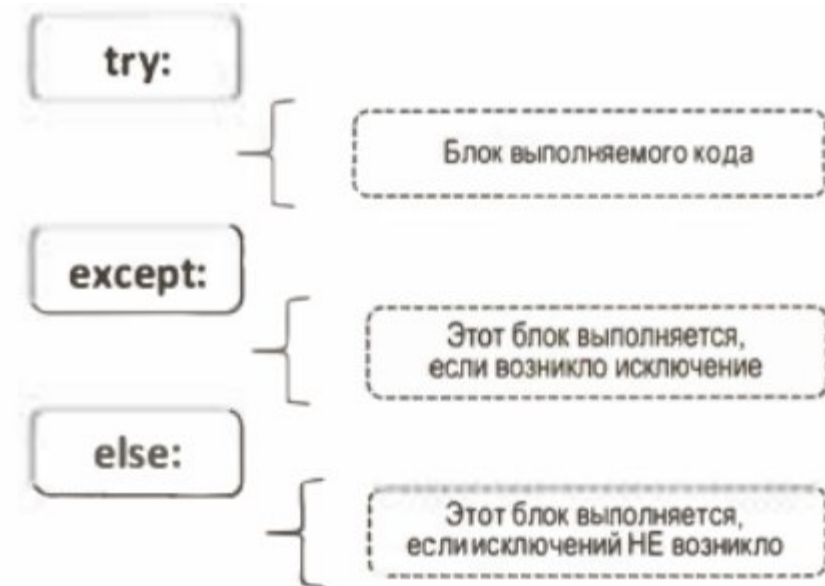 try:
Блок выполняемого кода
except:
Этот блок выполняется,
если возникло исключение
else:
Этот блок выполняется,
если исключений НЕ возникло